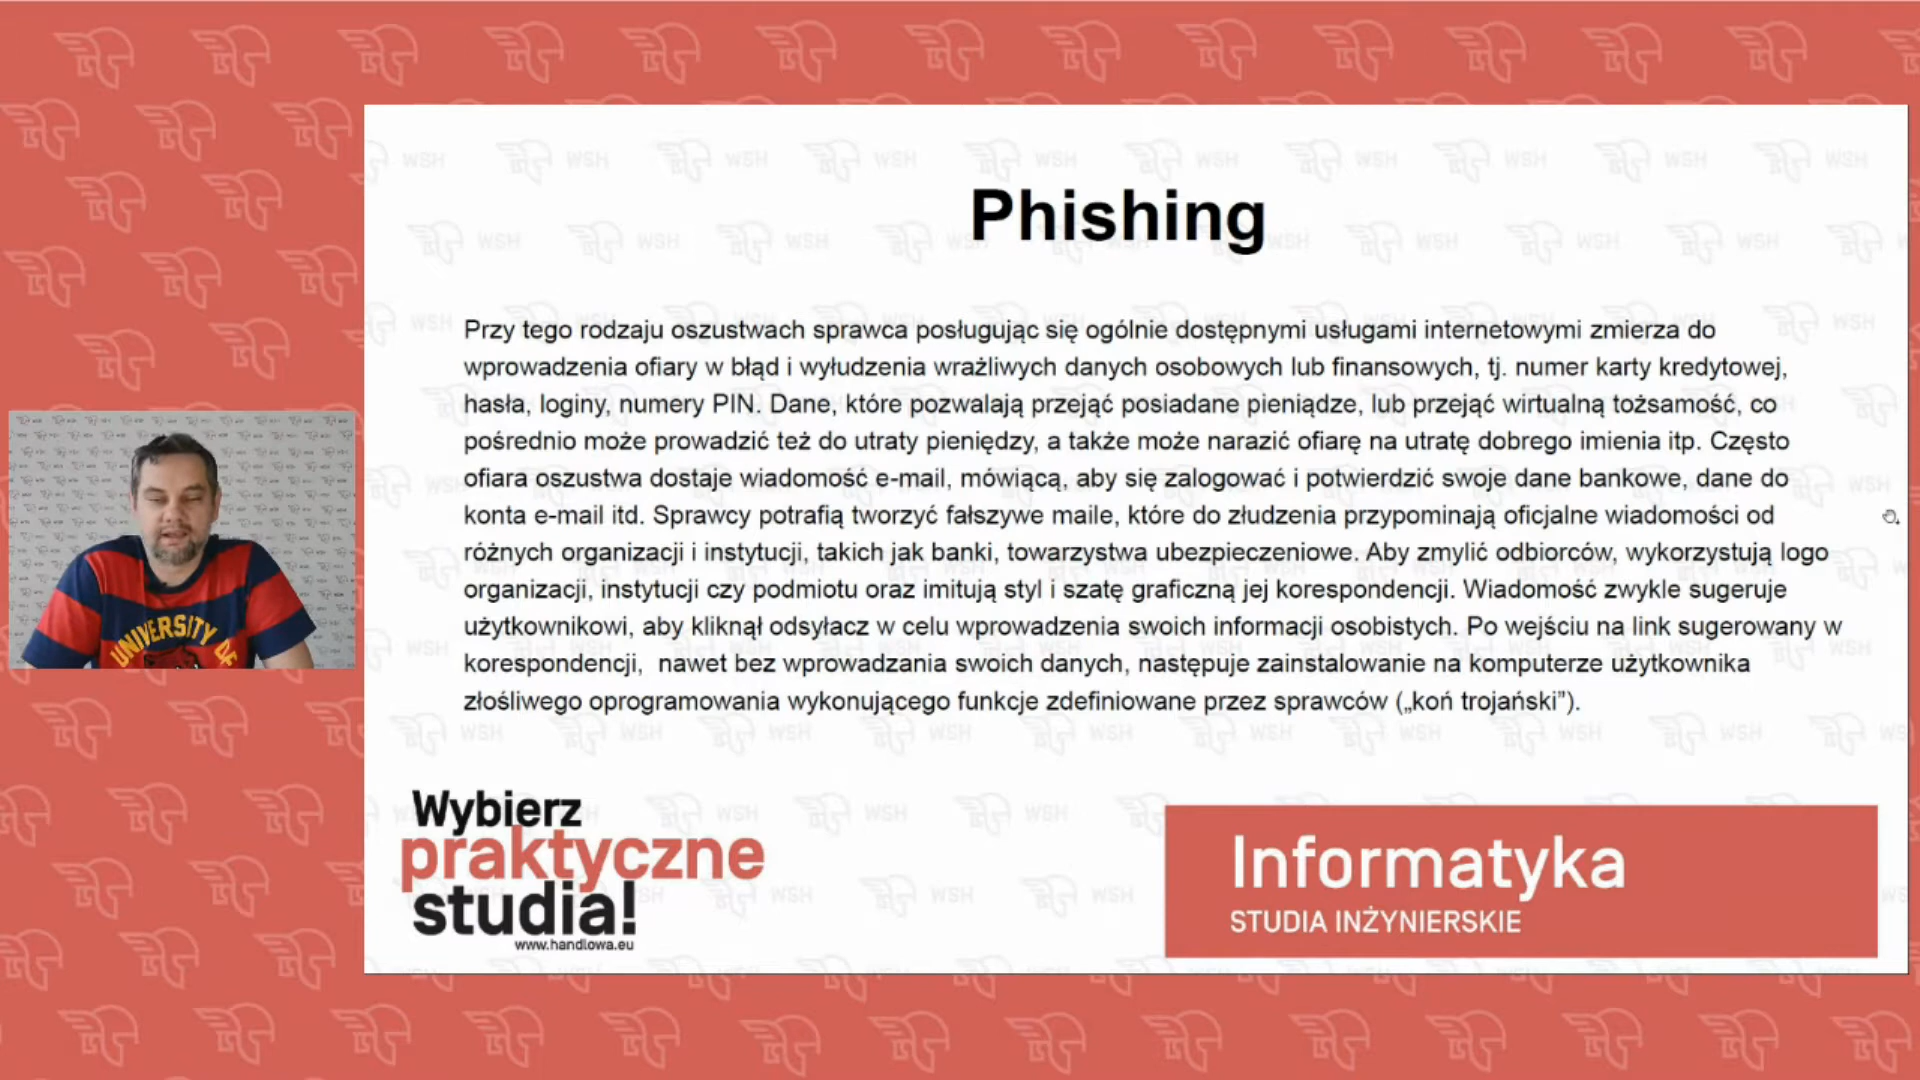 Phishing
Przy tego rodzaju oszustwach sprawca posługując się ogólnie dostępnymi usługami internetowymi zmierza do
wprowadzenia ofiary w błąd i wyłudzenia wrażliwych danych osobowych lub finansowych, tj. numer karty kredytowej,
hasła, loginy, numery PIN. Dane, które pozwalają przejąć posiadane pieniądze, lub przejąć wirtualną tożsamość, co
pośrednio może prowadzić też do utraty pieniędzy, a także może narazić ofiarę na utratę dobrego imienia itp. Często
ofiara oszustwa dostaje wiadomość e-mail, mówiącą, aby się zalogować i potwierdzić swoje dane bankowe, dane do
konta e-mail itd. Sprawcy potrafią tworzyć fałszywe maile, które do złudzenia przypominają oficjalne wiadomości od
różnych organizacji i instytucji, takich jak banki, towarzystwa ubezpieczeniowe. Aby zmylić odbiorców, wykorzystują logo
organizacji, instytucji czy podmiotu oraz imitują styl i szatę graficzną jej korespondencji. Wiadomość zwykle sugeruje
użytkownikowi, aby kliknął odsyłacz w celu wprowadzenia swoich informacji osobistych. Po wejściu na link sugerowany w
korespondencji, nawet bez wprowadzania swoich danych, następuje zainstalowanie na komputerze użytkownika
złośliwego oprogramowania wykonującego funkcje zdefiniowane przez sprawców („koń trojański”).
UNIVERSITY OF
Wybierz
praktyczne
studia!
www.handlowa.eu
Informatyka
STUDIA INŻYNIERSKIE